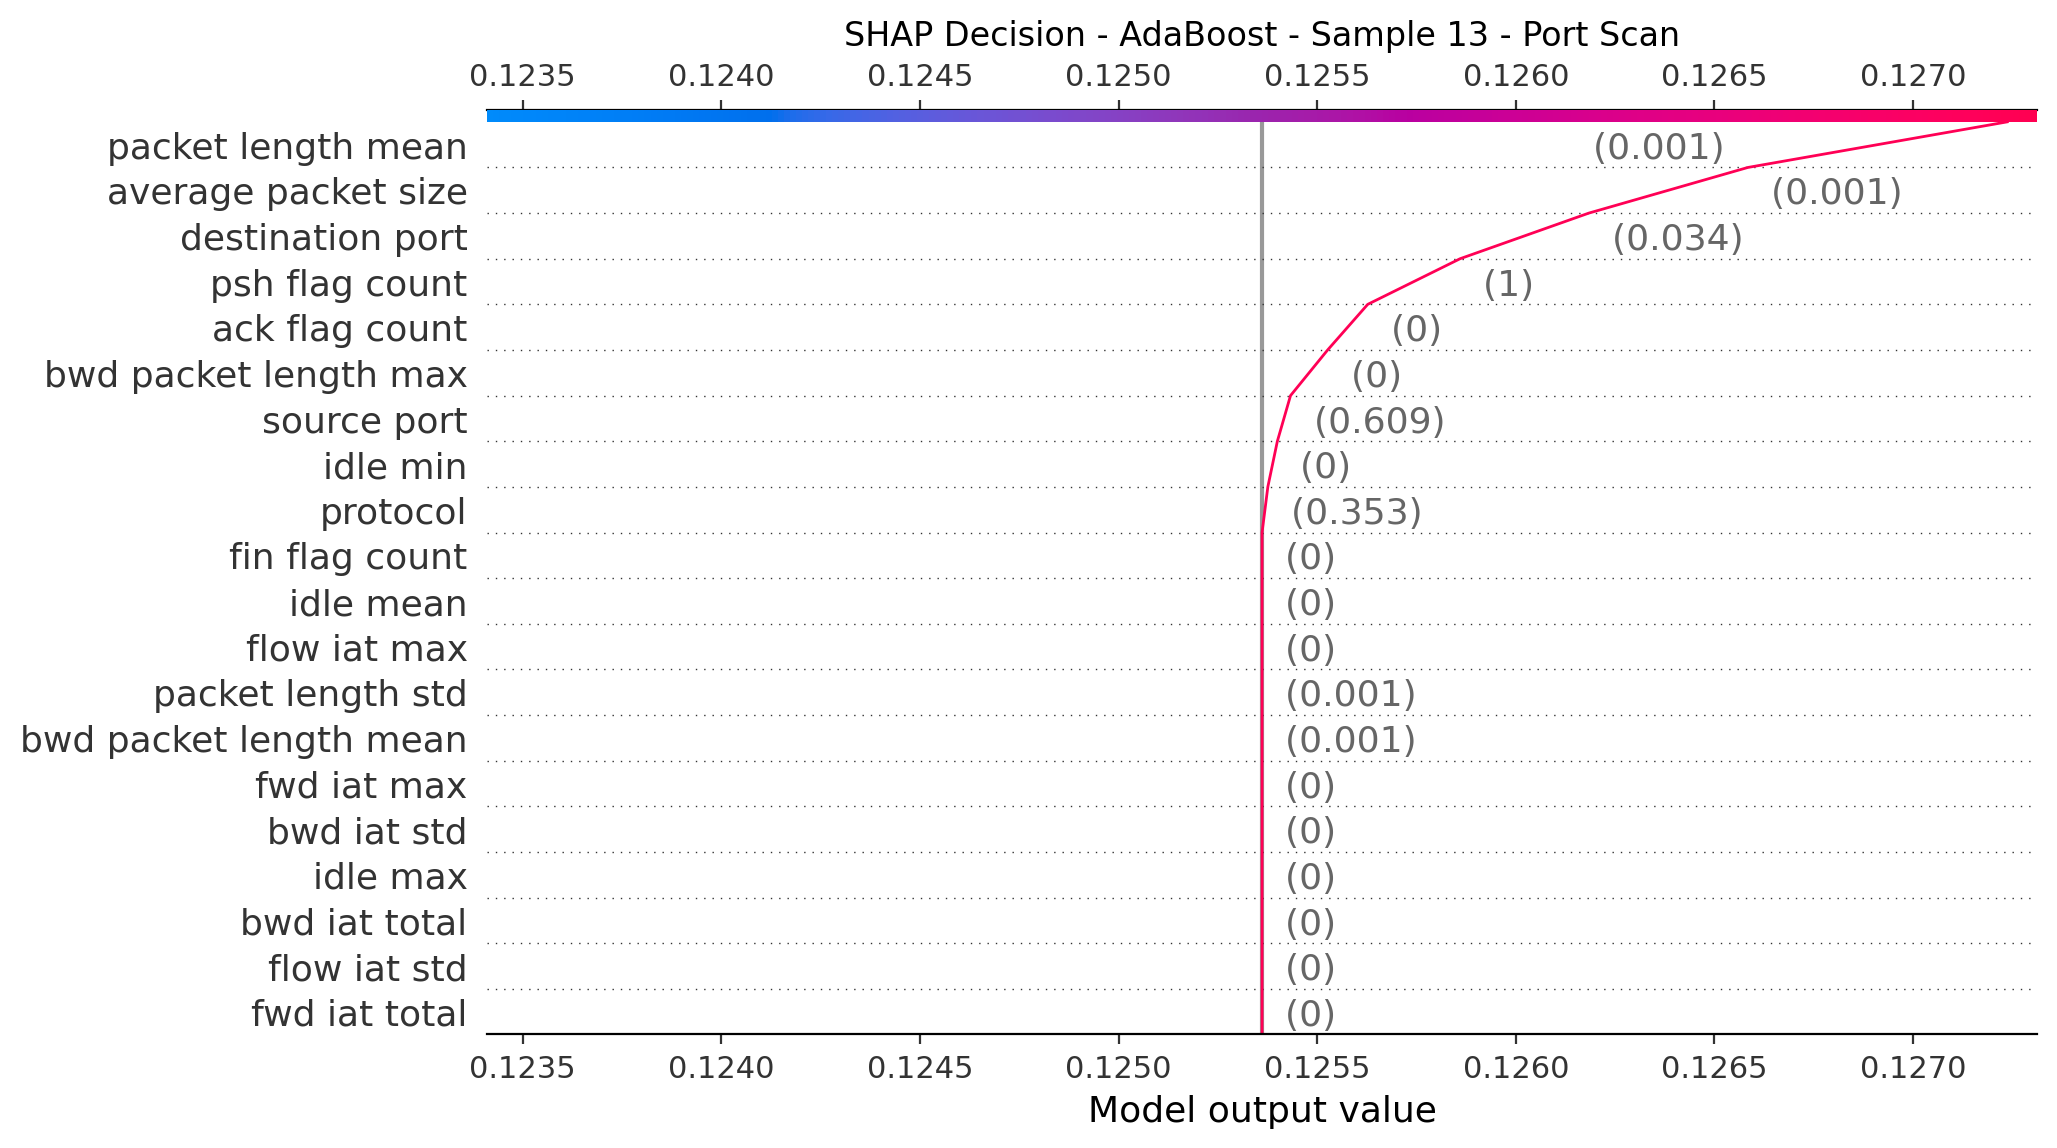 SHAP Decision - AdaBoost - Sample 13 - Port Scan
0.1235 0.1240 0.1245 0.1250 0.1255 0.1260 0.1265 0.1270
packet length mean (0.001)
average packet size (0.001)
destination port (0.034)
psh flag count (1)
ack flag count (0)
bwd packet length max (0)
source port (0.609)
idle min (0)
protocol (0.353)
fin flag count (0)
idle mean (0)
flow iat max (0)
packet length std (0.001)
bwd packet length mean (0.001)
fwd iat max (0)
bwd iat std (0)
idle max (0)
bwd iat total (0)
flow iat std (0)
fwd iat total (0)
0.1235 0.1240 0.1245 0.1250 0.1255 0.1260 0.1265 0.1270
Model output value